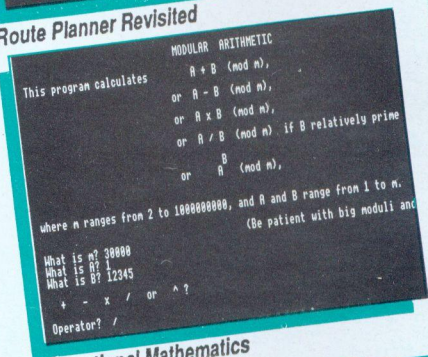 Route Planner Revisited
MODULAR ARITHMETIC
This program calculates
A + B (mod m),
or A - B (mod m),
or A x B (mod m),
or A / B (mod m) if B relatively prime
B
or A (mod m),
where m ranges from 2 to 1000000000, and A and B range from 1 to m.
(Be patient with big moduli and
What is m? 30000
What is A? 1
What is B? 12345
+ - x / or ^ ?
Operator? /
Mathematics